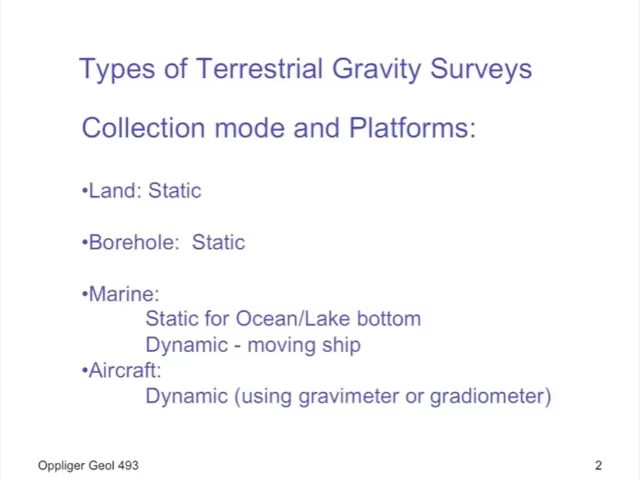 Types of Terrestrial Gravity Surveys
Collection mode and Platforms:
•Land: Static
•Borehole:  Static
•Marine:
Static for Ocean/Lake bottom
Dynamic - moving ship
•Aircraft:
Dynamic (using gravimeter or gradiometer)
Oppliger Geol 493
2